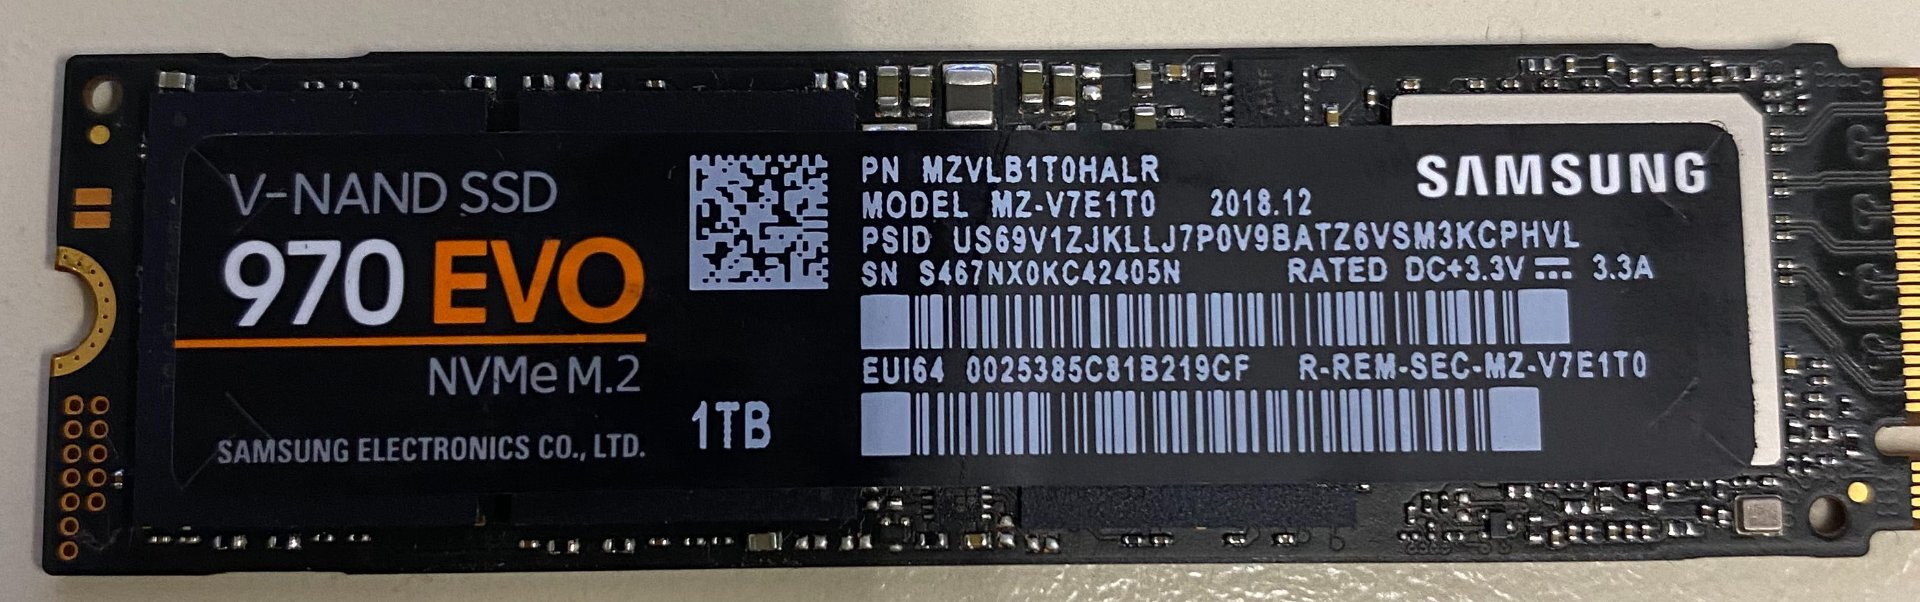 V-NAND SSD
970 EVO
NVMe M.2
SAMSUNG ELECTRONICS CO., LTD.
1TB
SAMSUNG
PN MZVLB1T0HALR
MODEL MZ-V7E1T0 2018.12
PSID US69V1ZJKLLJ7P0V9BATZ6VSM3KCPHVL
SN S467NX0KC42405N RATED DC+3.3V ⎓ 3.3A
EUI64 0025385C81B219CF R-REM-SEC-MZ-V7E1T0